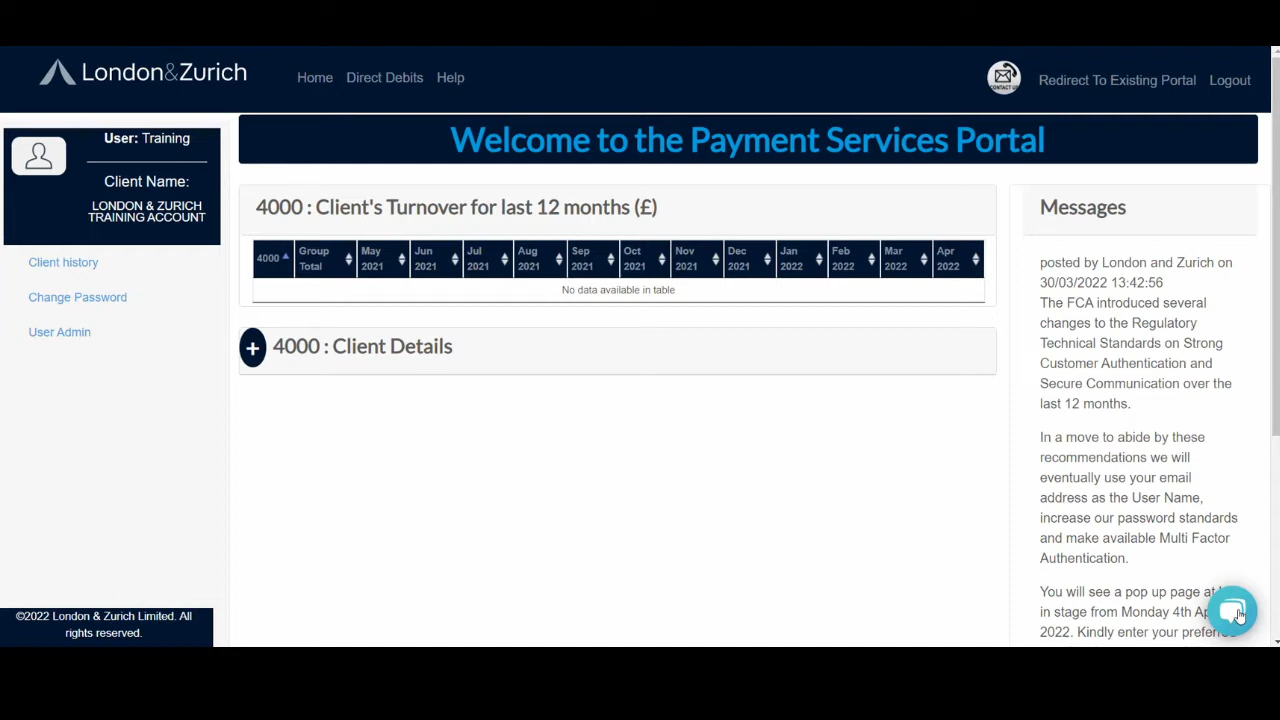 London&Zurich
Home Direct Debits Help
CONTACT US
Redirect To Existing Portal Logout
User: Training
Client Name:
LONDON & ZURICH
TRAINING ACCOUNT
Client history
Change Password
User Admin
©2022 London & Zurich Limited. All
rights reserved.
Welcome to the Payment Services Portal
4000 : Client's Turnover for last 12 months (£)
4000 Group Total May 2021 Jun 2021 Jul 2021 Aug 2021 Sep 2021 Oct 2021 Nov 2021 Dec 2021 Jan 2022 Feb 2022 Mar 2022 Apr 2022
No data available in table
+ 4000 : Client Details
Messages
posted by London and Zurich on
30/03/2022 13:42:56
The FCA introduced several
changes to the Regulatory
Technical Standards on Strong
Customer Authentication and
Secure Communication over the
last 12 months.
In a move to abide by these
recommendations we will
eventually use your email
address as the User Name,
increase our password standards
and make available Multi Factor
Authentication.
You will see a pop up page at
in stage from Monday 4th
2022. Kindly enter your